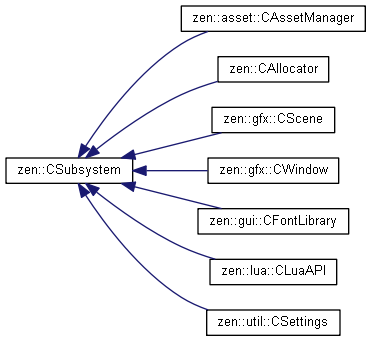 zen::asset::CAssetManager
zen::CAllocator
zen::gfx::CScene
zen::CSubsystem
zen::gfx::CWindow
zen::gui::CFontLibrary
zen::lua::CLuaAPI
zen::util::CSettings